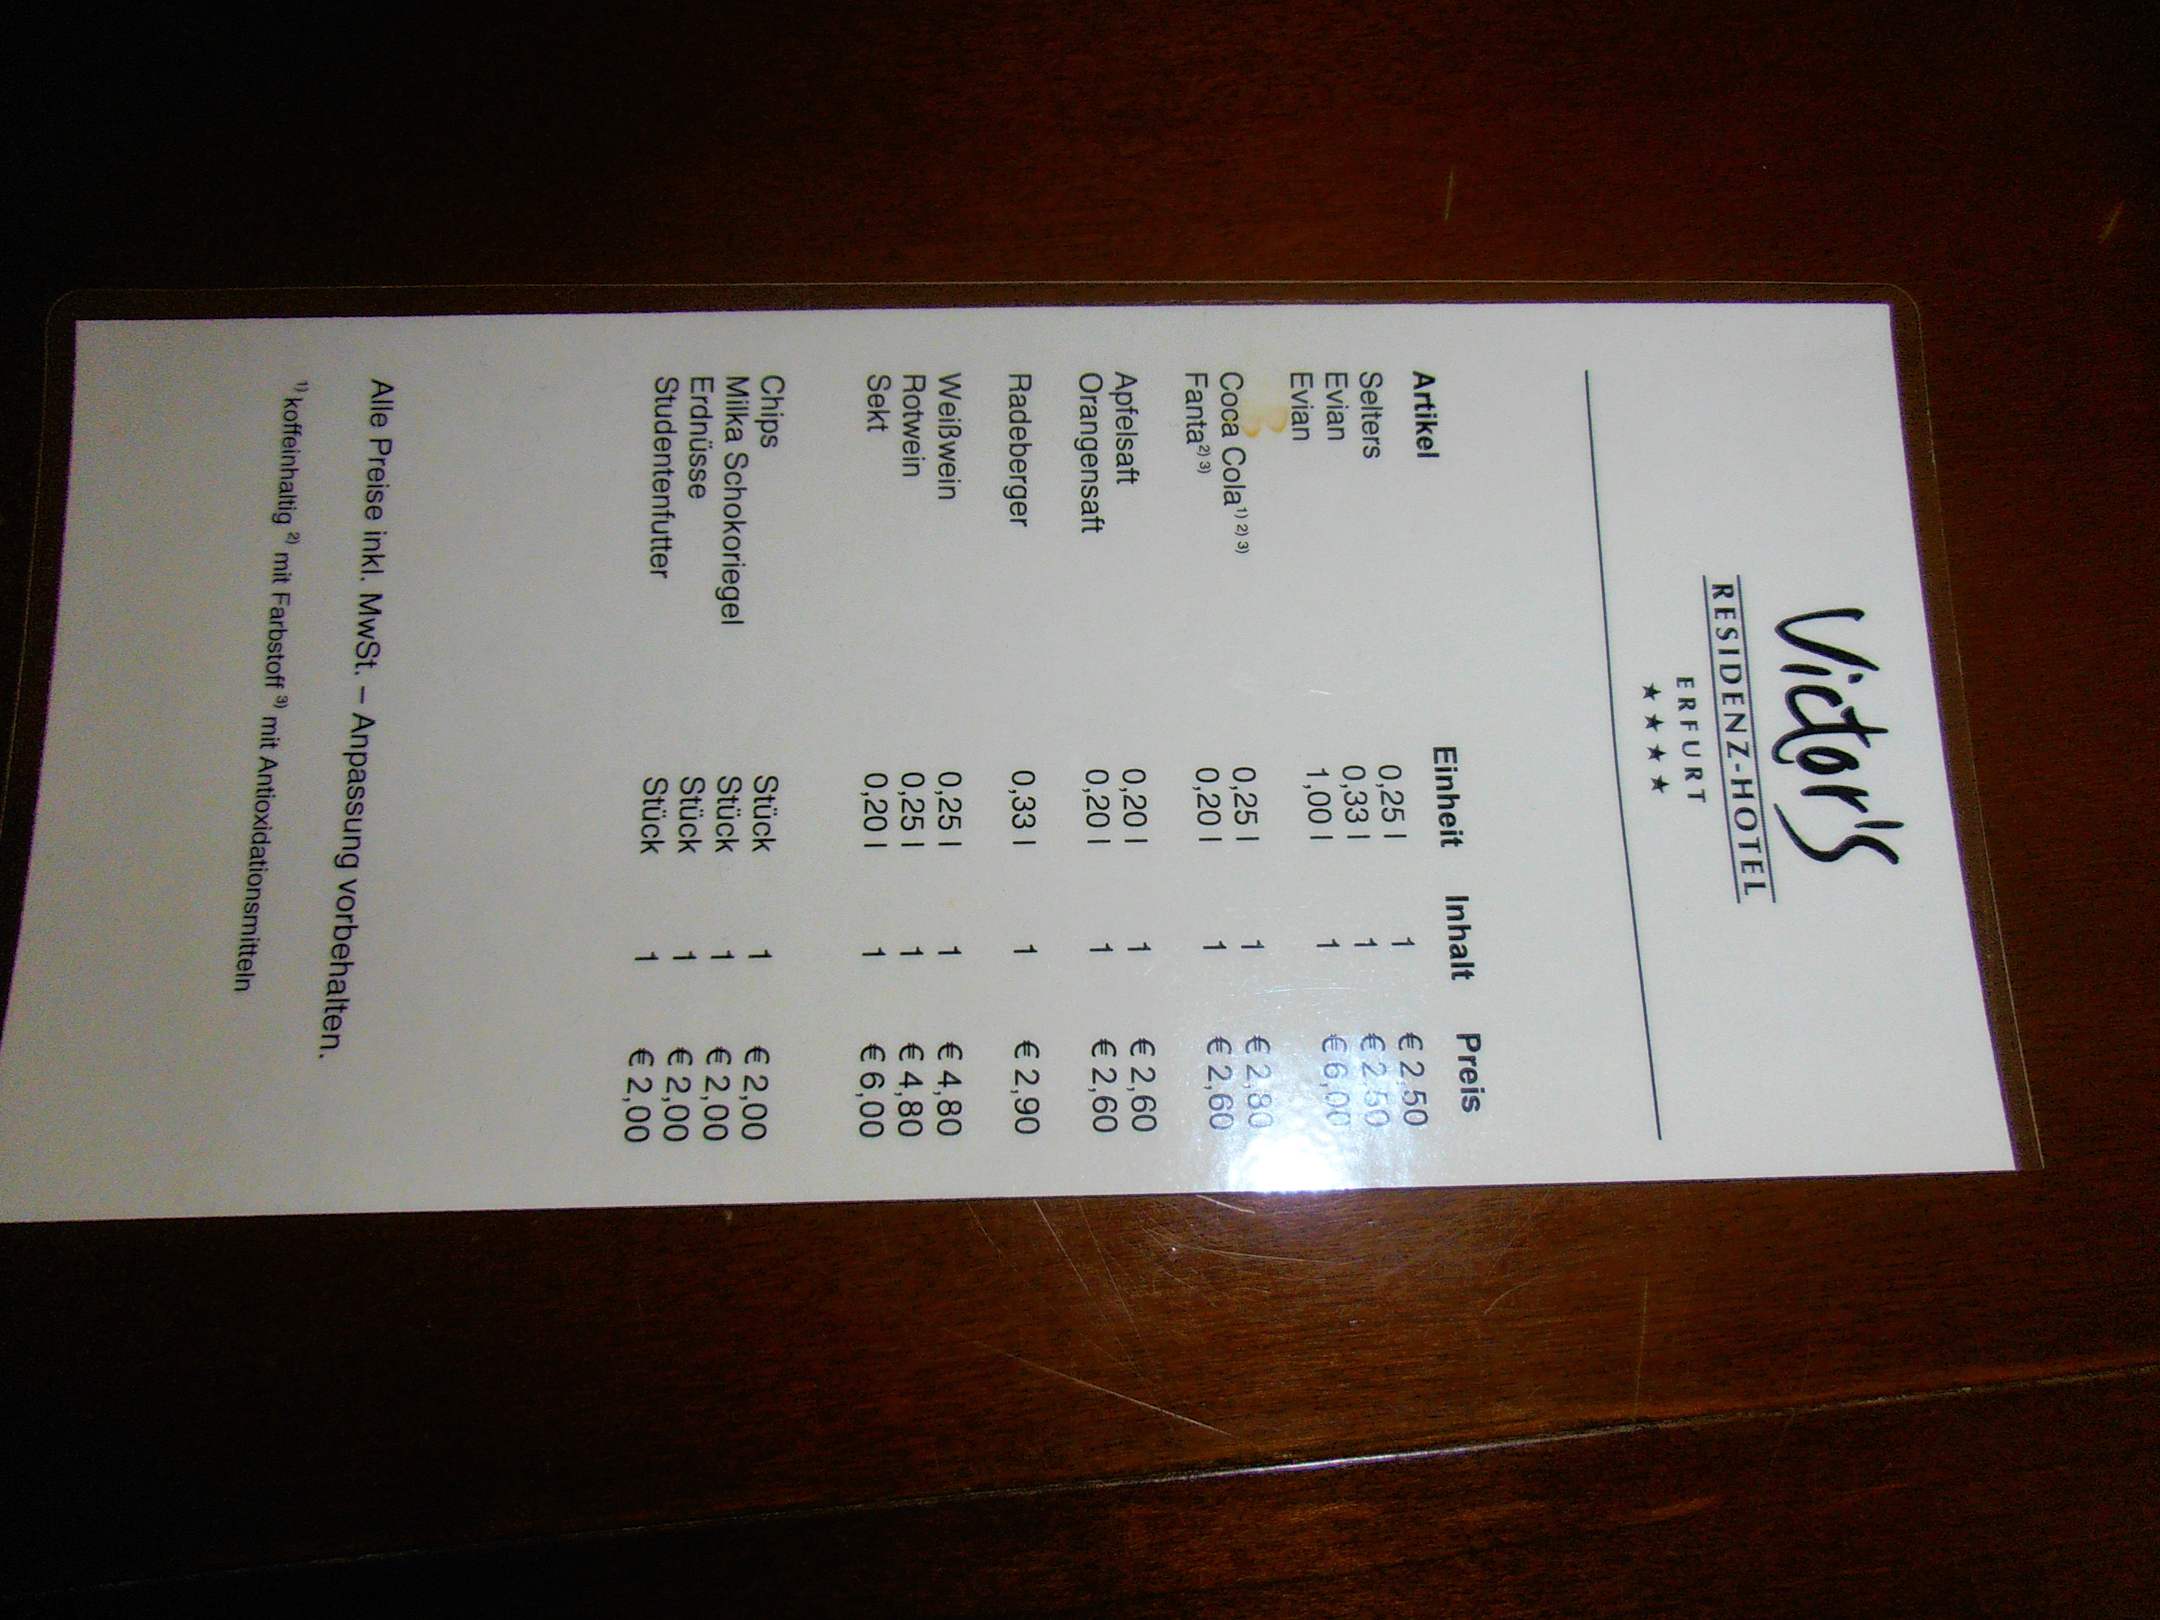 Victor's
RESIDENZ-HOTEL
ERFURT
★★★★
Artikel Einheit Inhalt Preis
Selters 0,25 l 1 € 2,50
Evian 0,33 l 1 € 2,50
Evian 1,00 l 1 € 6,00
Coca Cola1) 2) 3) 0,25 l 1 € 2,80
Fanta2) 3) 0,20 l 1 € 2,60
Apfelsaft 0,20 l 1 € 2,60
Orangensaft 0,20 l 1 € 2,60
Radeberger 0,33 l 1 € 2,90
Weißwein 0,25 l 1 € 4,80
Rotwein 0,25 l 1 € 4,80
Sekt 0,20 l 1 € 6,00
Chips Stück 1 € 2,00
Milka Schokoriegel Stück 1 € 2,00
Erdnüsse Stück 1 € 2,00
Studentenfutter Stück 1 € 2,00
Alle Preise inkl. MwSt. – Anpassung vorbehalten.
1) koffeinhaltig 2) mit Farbstoff 3) mit Antioxidationsmitteln